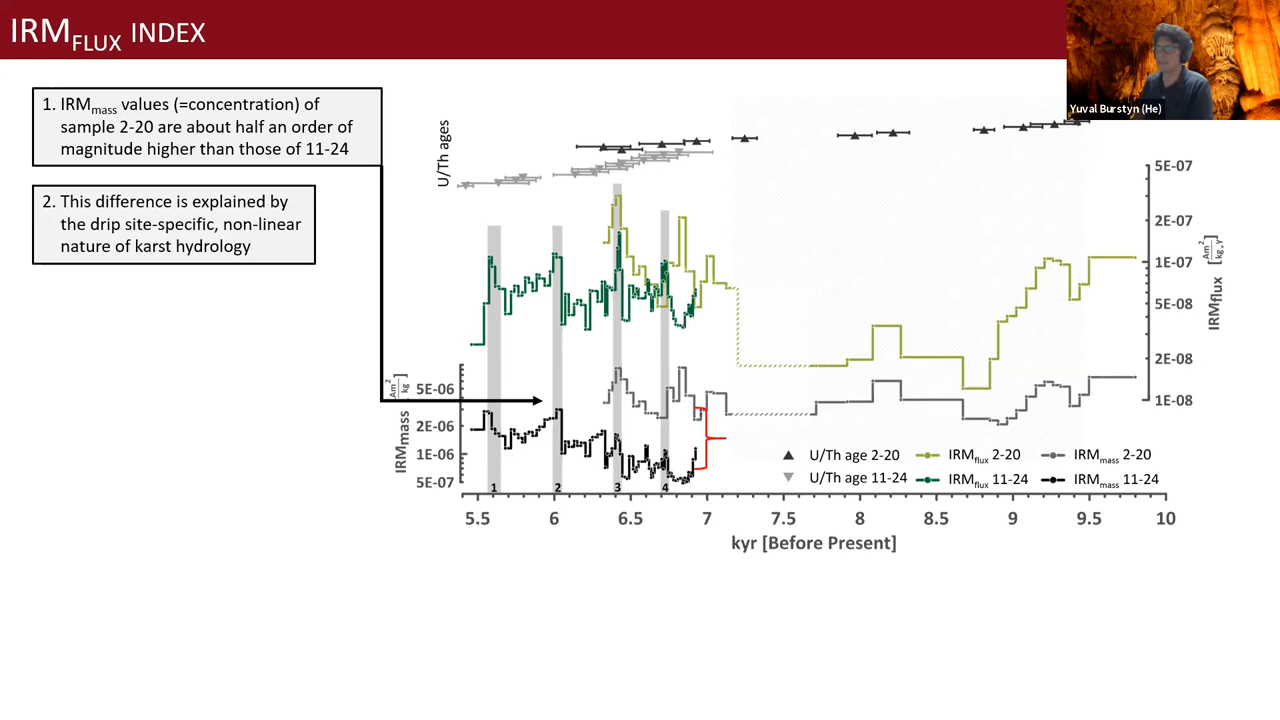 IRMFLUX INDEX
Yuval Burstyn (He)
1. IRMmass values (=concentration) of
sample 2-20 are about half an order of
magnitude higher than those of 11-24
2. This difference is explained by
the drip site-specific, non-linear
nature of karst hydrology
U/Th ages
5E-07
2E-07
1E-07
5E-08
2E-08
1E-08
IRMflux [Am²/kg*Y]
IRMmass [Am²/kg]
5E-06
2E-06
1E-06
5E-07
1 2 3 4
U/Th age 2-20 IRMflux 2-20 IRMmass 2-20
U/Th age 11-24 IRMflux 11-24 IRMmass 11-24
5.5 6 6.5 7 7.5 8 8.5 9 9.5 10
kyr [Before Present]